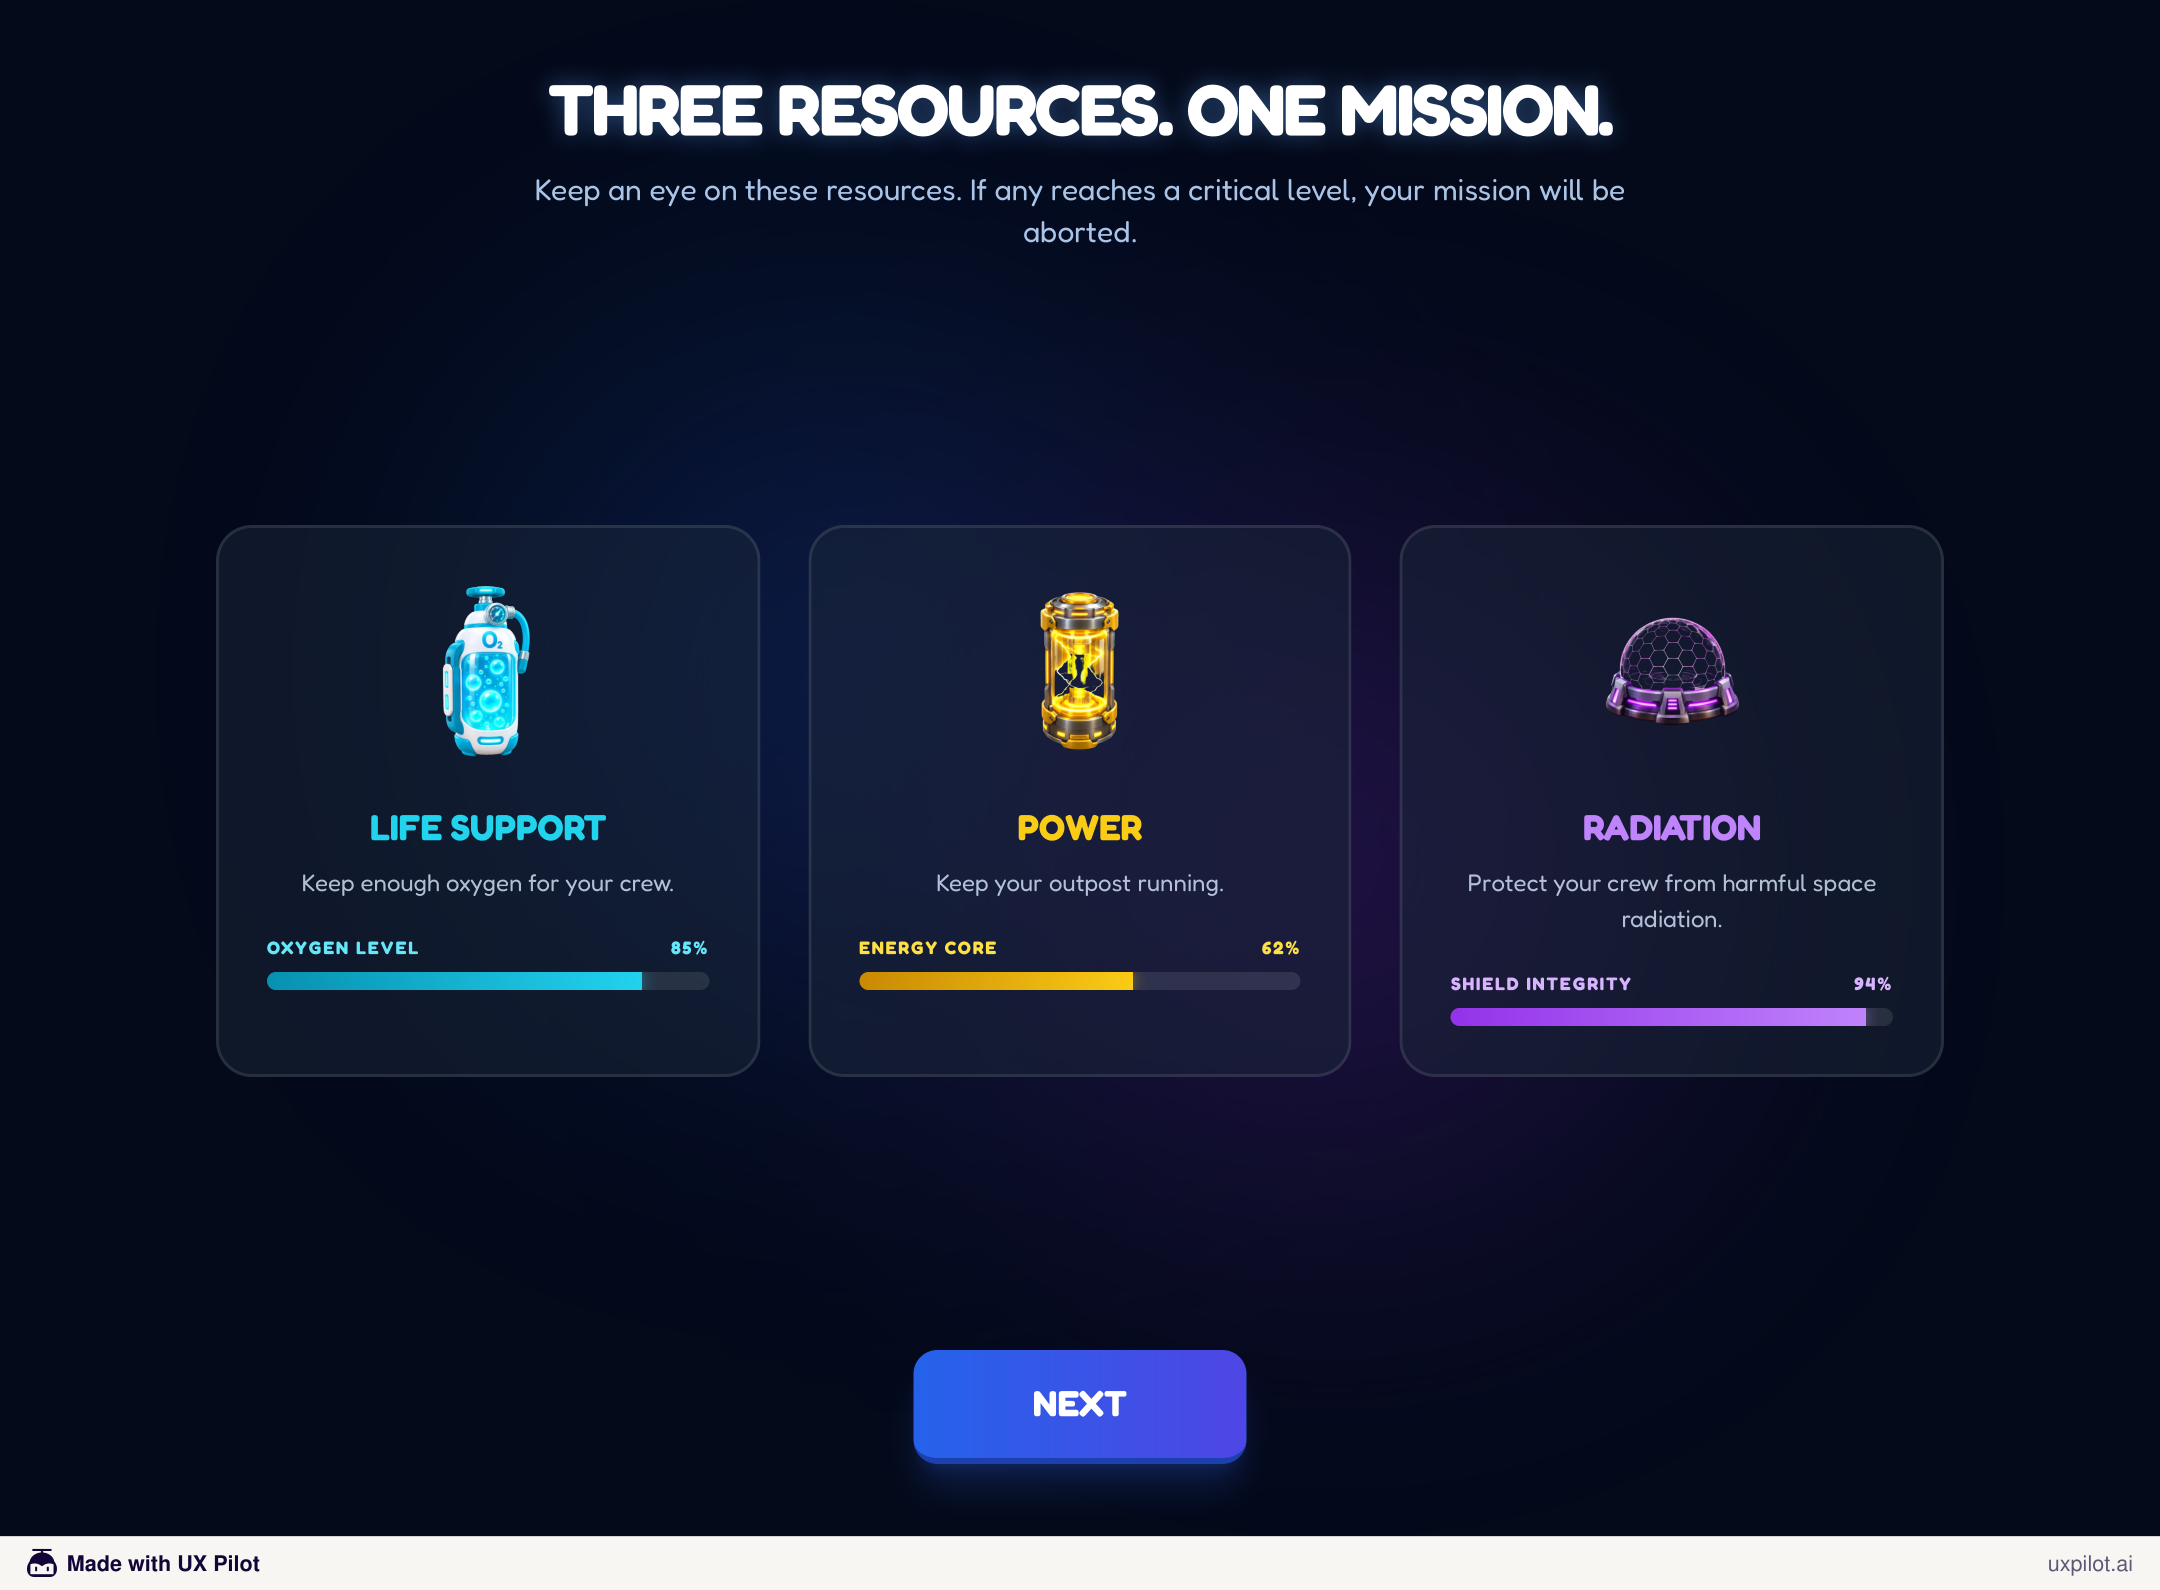 THREE RESOURCES. ONE MISSION.
Keep an eye on these resources. If any reaches a critical level, your mission will be
aborted.
O2
LIFE SUPPORT
Keep enough oxygen for your crew.
OXYGEN LEVEL 85%
POWER
Keep your outpost running.
ENERGY CORE 62%
RADIATION
Protect your crew from harmful space
radiation.
SHIELD INTEGRITY 94%
NEXT
Made with UX Pilot
uxpilot.ai